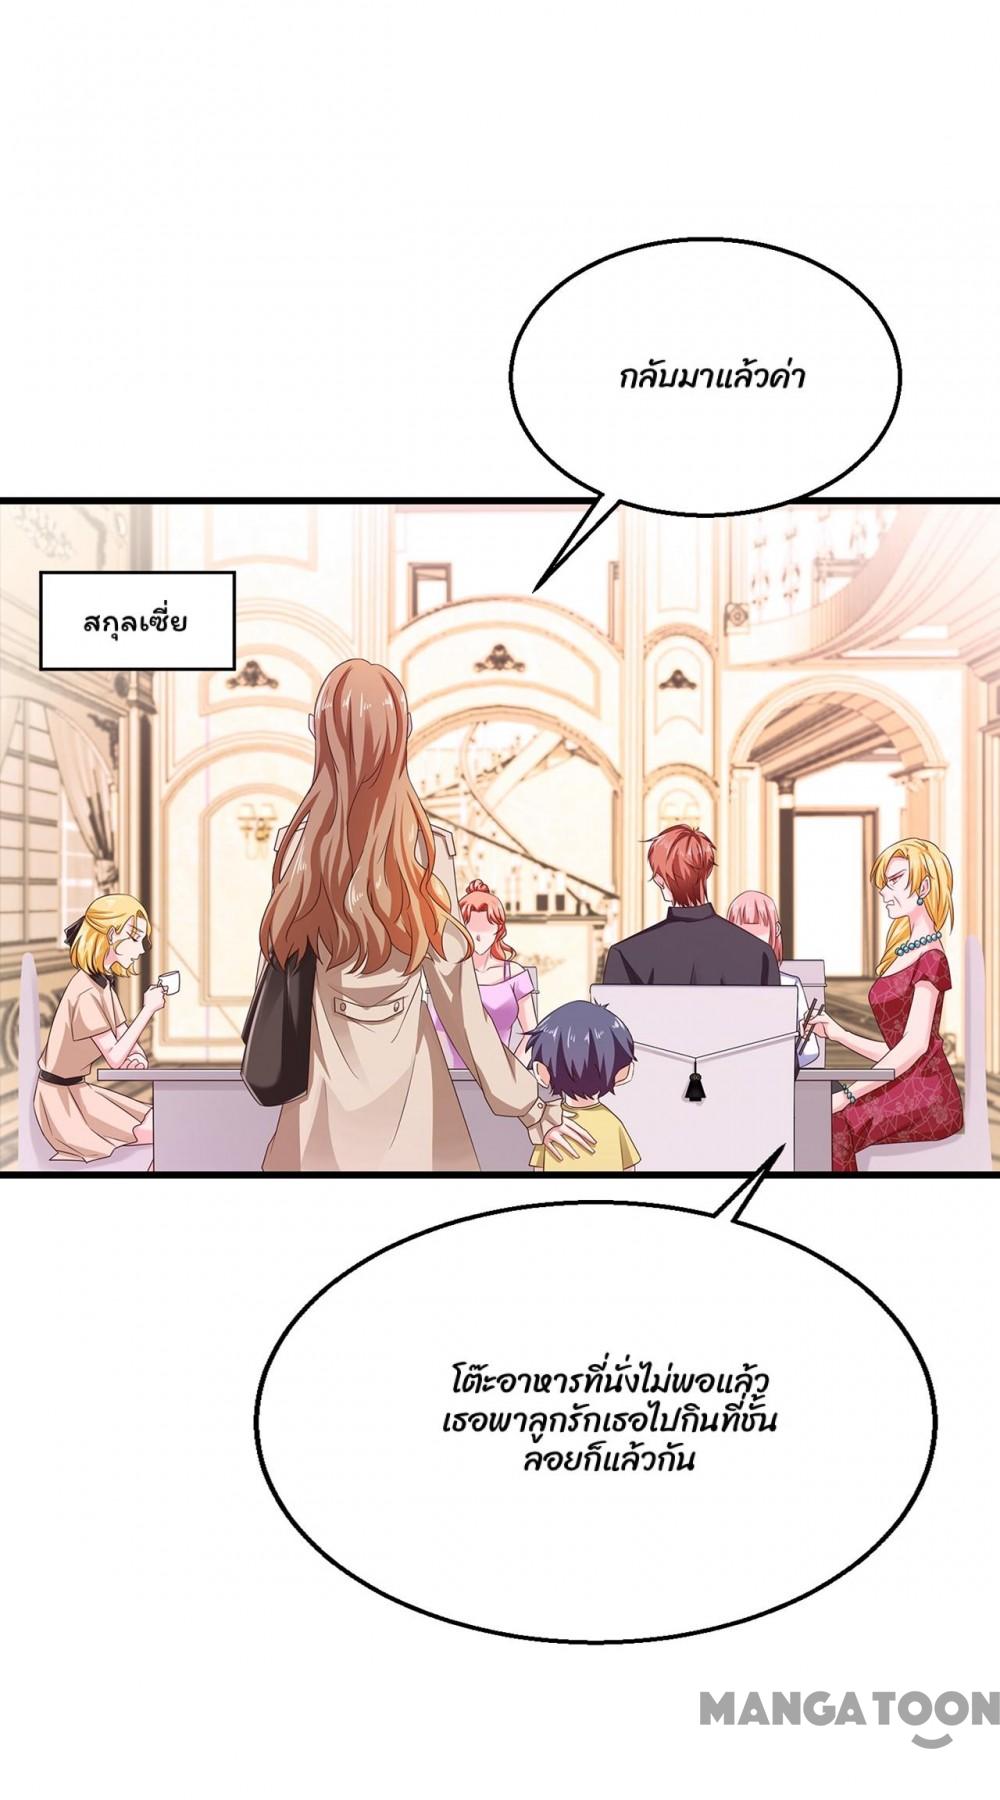 กลับมาแล้วค่า
สกุลเซี่ย
โต๊ะอาหารที่นั่งไม่พอแล้ว
เธอพาลูกรักเธอไปกินที่ชั้น
ลอยก็แล้วกัน
MANGATOON